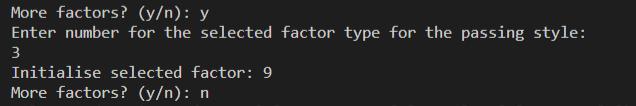 More factors? (y/n): y
Enter number for the selected factor type for the passing style:
3
Initialise selected factor: 9
More factors? (y/n): n